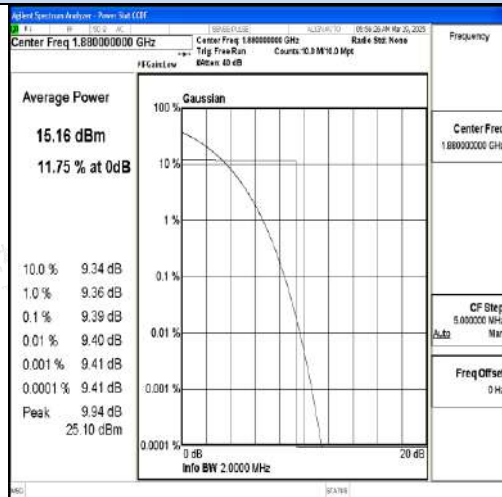 Agilent Spectrum Analyzer - Power Stat CCDF
Center Freq 1.880000000 GHz
Center Freq: 1.880000000 GHz
Radio Std: None
Trig: Free Run
Counts:10.0 M/10.0 Mpt
#IFGain:Low
#Atten: 40 dB
Frequency
Average Power
15.16 dBm
11.75 % at 0dB
10.0 % 9.34 dB
1.0 % 9.36 dB
0.1 % 9.39 dB
0.01 % 9.40 dB
0.001 % 9.41 dB
0.0001 % 9.41 dB
Peak 9.94 dB
25.10 dBm
Gaussian
100 %
10 %
1 %
0.1 %
0.01 %
0.001 %
0.0001 %
0 dB
20 dB
Info BW 2.0000 MHz
Center Freq
1.880000000 GHz
CF Step
5.000000 MHz
Auto Man
Freq Offset
0 Hz
MSG
STATUS